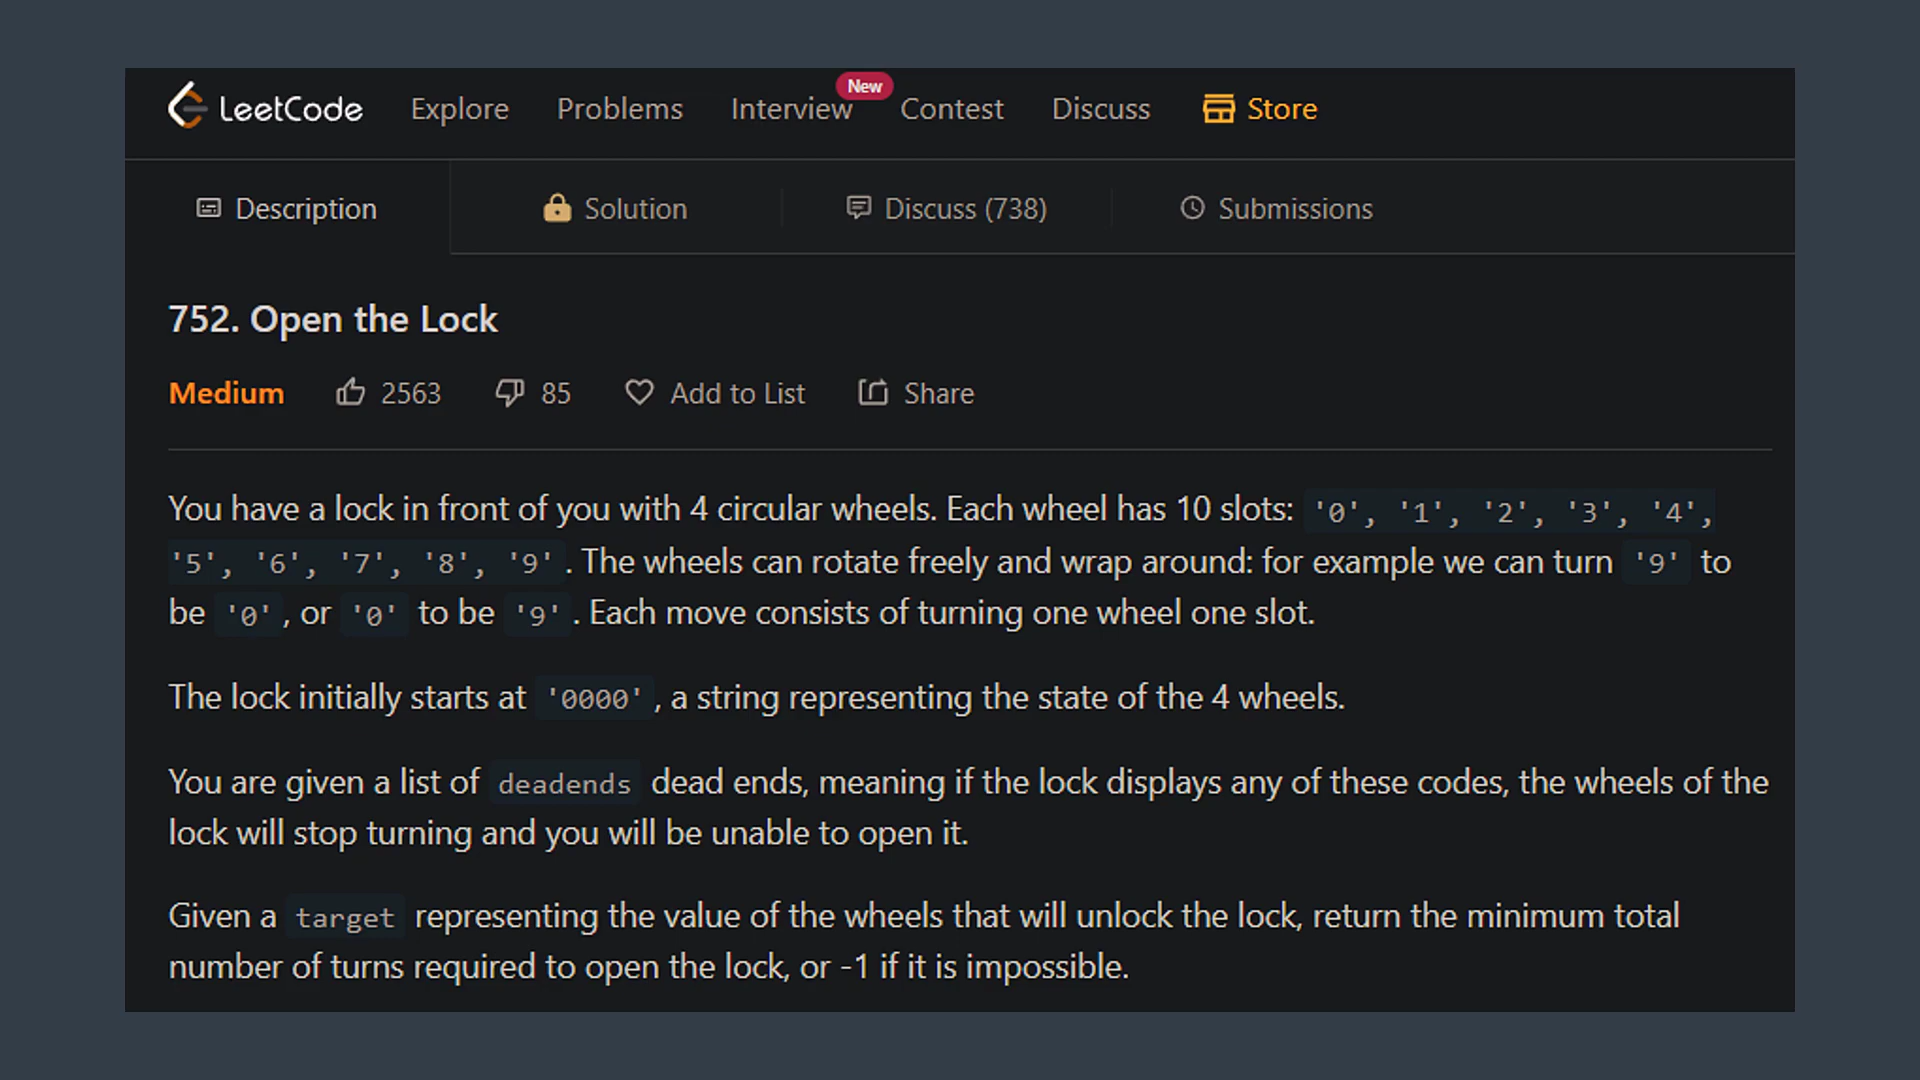 LeetCode Explore Problems Interview New Contest Discuss Store
Description Solution Discuss (738) Submissions
752. Open the Lock
Medium 2563 85 Add to List Share
You have a lock in front of you with 4 circular wheels. Each wheel has 10 slots: '0', '1', '2', '3', '4',
'5', '6', '7', '8', '9'. The wheels can rotate freely and wrap around: for example we can turn '9' to
be '0', or '0' to be '9'. Each move consists of turning one wheel one slot.
The lock initially starts at '0000', a string representing the state of the 4 wheels.
You are given a list of deadends dead ends, meaning if the lock displays any of these codes, the wheels of the
lock will stop turning and you will be unable to open it.
Given a target representing the value of the wheels that will unlock the lock, return the minimum total
number of turns required to open the lock, or -1 if it is impossible.